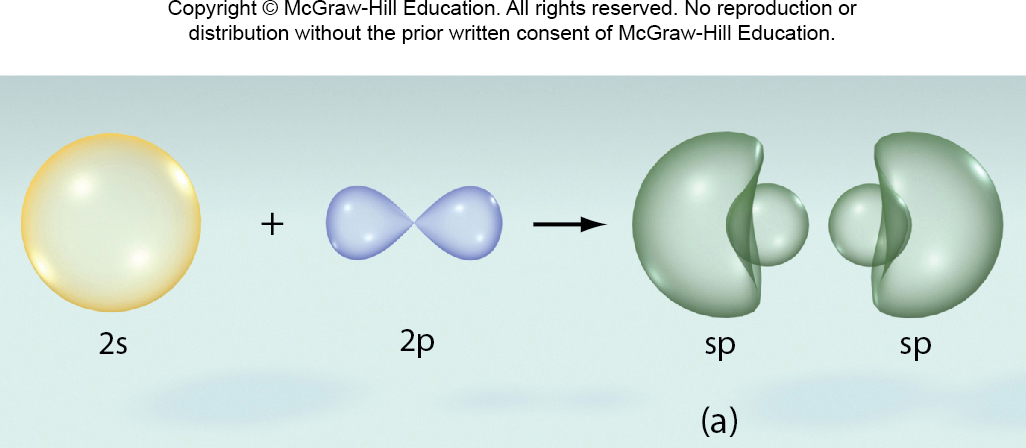 Copyright © McGraw-Hill Education. All rights reserved. No reproduction or
distribution without the prior written consent of McGraw-Hill Education.
2s + 2p → sp sp
(a)